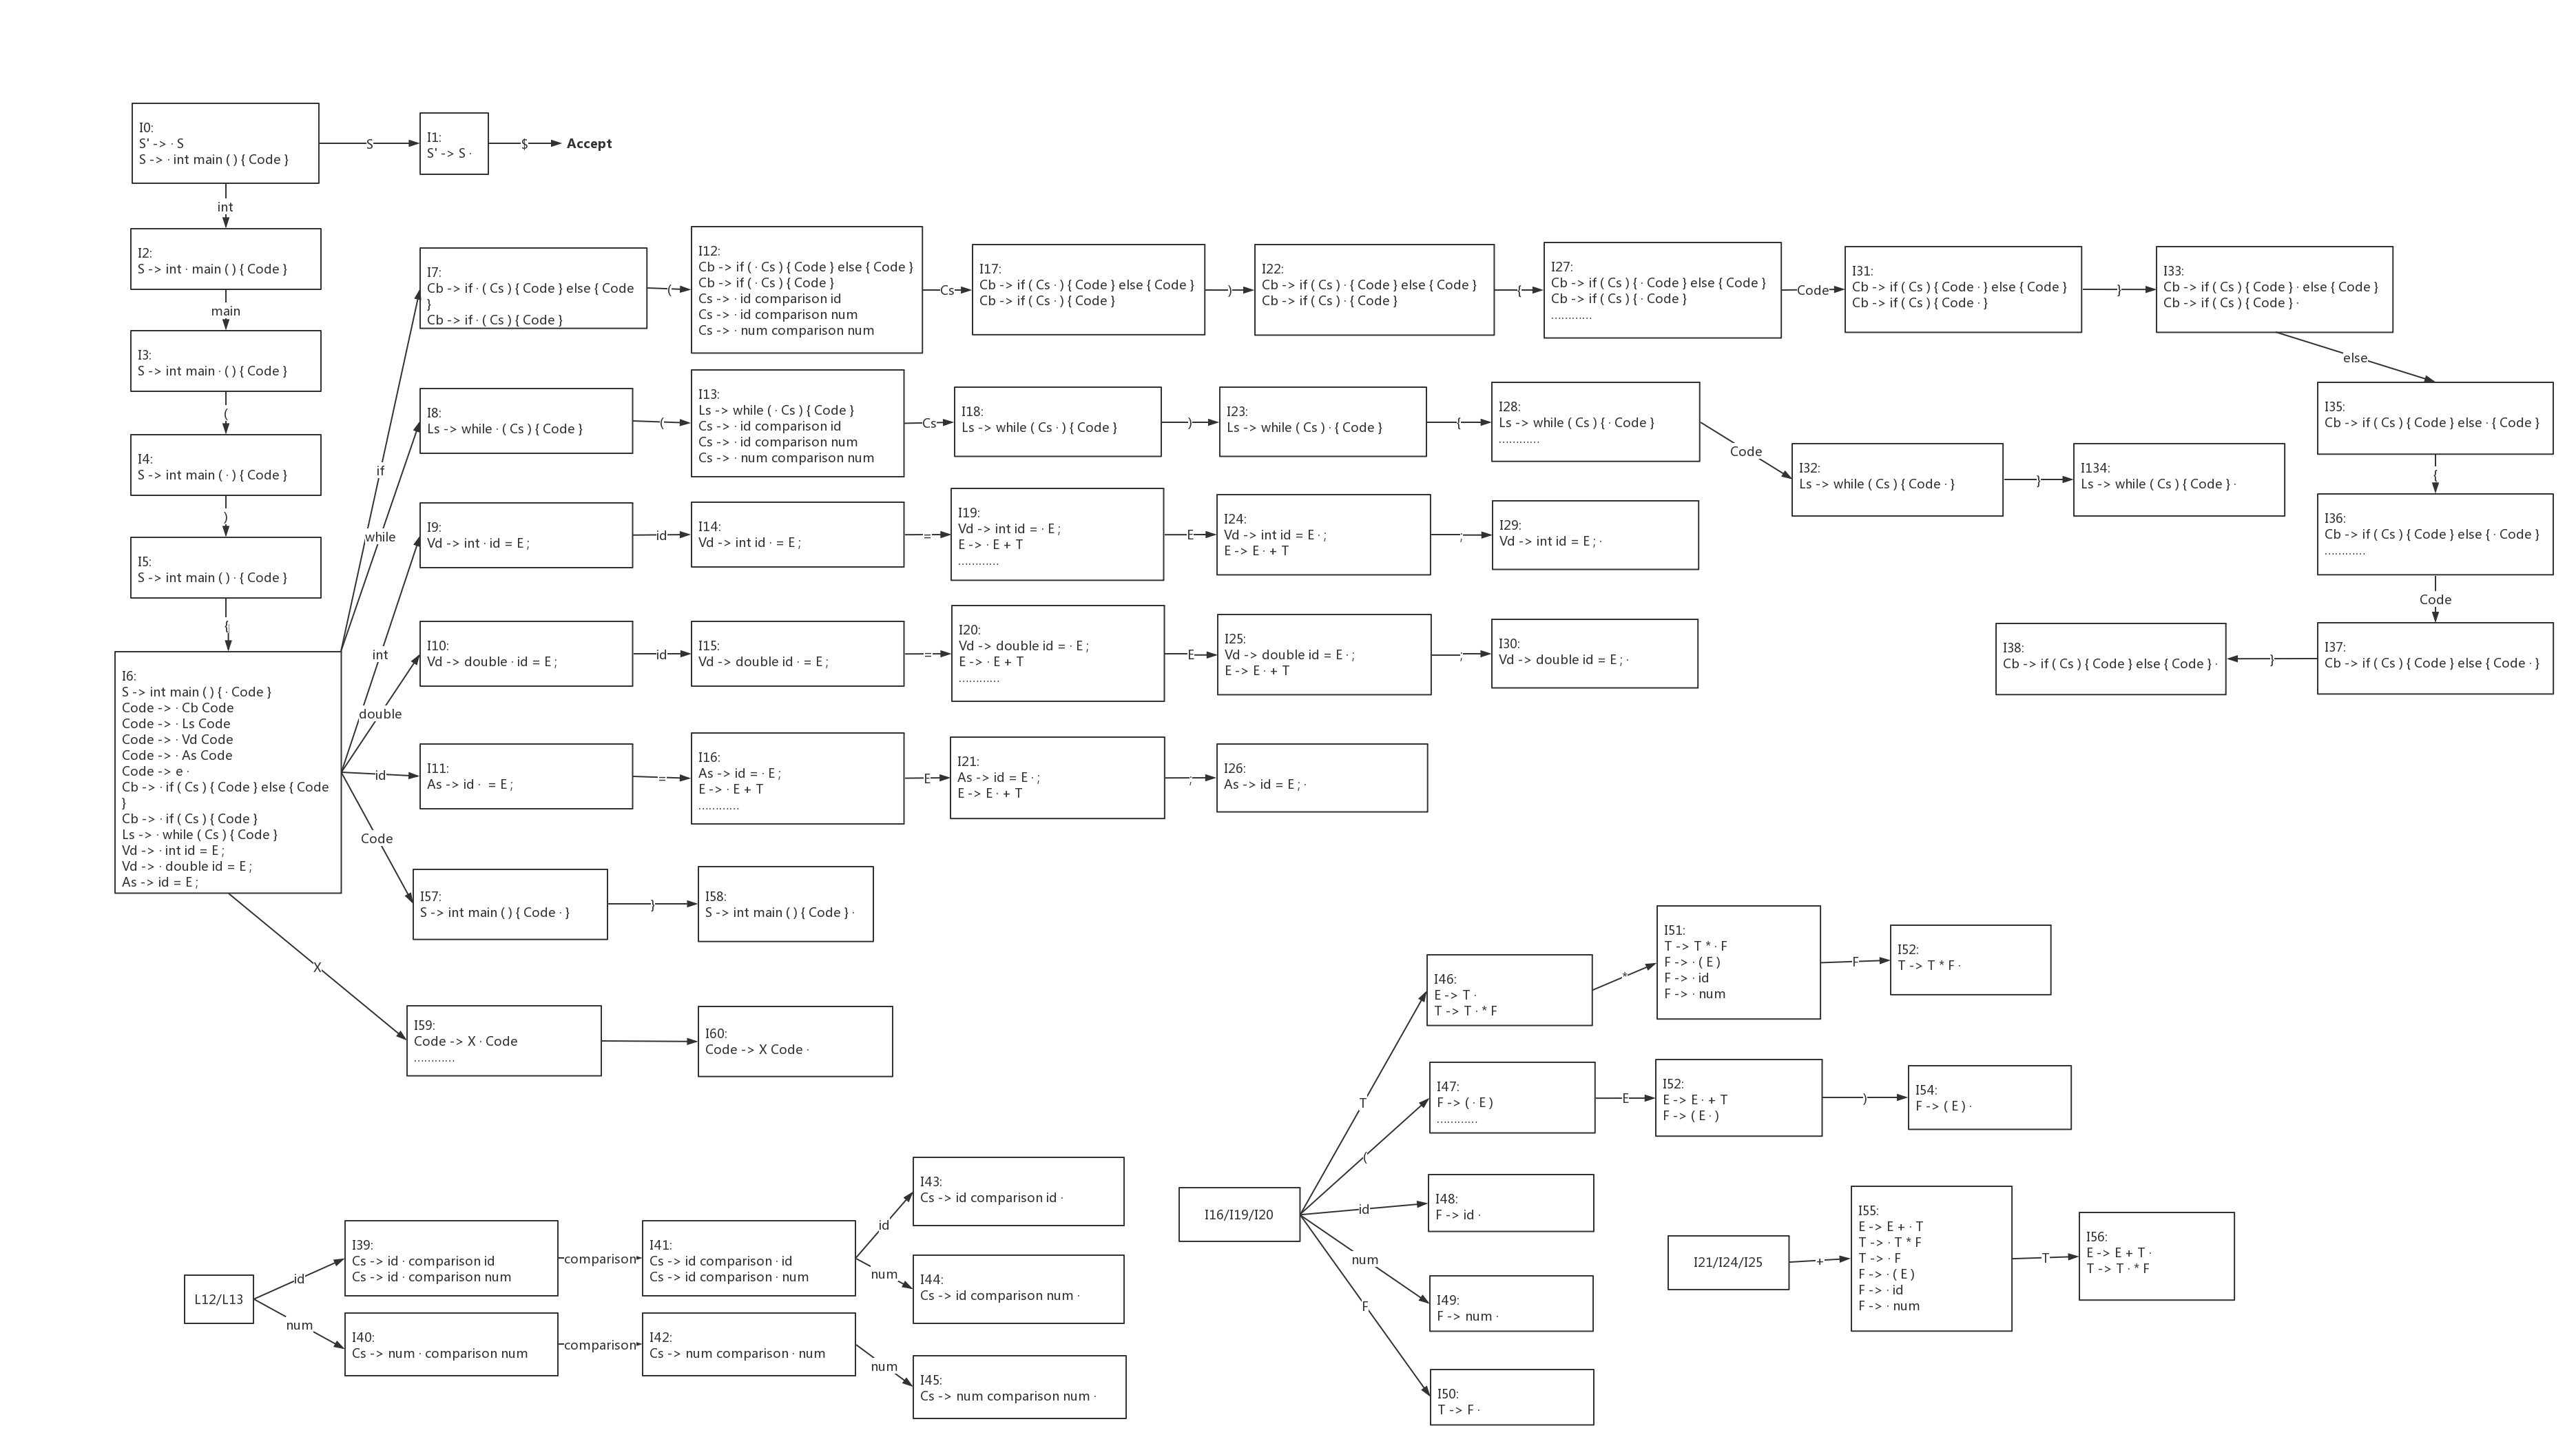 I0:
S' -> · S
S -> · int main ( ) { Code }
S
I1:
S' -> S ·
$
Accept
int
I2:
S -> int · main ( ) { Code }
main
I3:
S -> int main · ( ) { Code }
(
I4:
S -> int main ( · ) { Code }
)
I5:
S -> int main ( ) · { Code }
{
I6:
S -> int main ( ) { · Code }
Code -> · Cb Code
Code -> · Ls Code
Code -> · Vd Code
Code -> · As Code
Code -> e ·
Cb -> · if ( Cs ) { Code } else { Code
}
Cb -> · if ( Cs ) { Code }
Ls -> · while ( Cs ) { Code }
Vd -> · int id = E ;
Vd -> · double id = E ;
As -> id = E ;
if
while
int
double
id
Code
X
I7:
Cb -> if · ( Cs ) { Code } else { Code
}
Cb -> if · ( Cs ) { Code }
(
I12:
Cb -> if ( · Cs ) { Code } else { Code }
Cb -> if ( · Cs ) { Code }
Cs -> · id comparison id
Cs -> · id comparison num
Cs -> · num comparison num
Cs
I17:
Cb -> if ( Cs · ) { Code } else { Code }
Cb -> if ( Cs · ) { Code }
)
I22:
Cb -> if ( Cs ) · { Code } else { Code }
Cb -> if ( Cs ) · { Code }
{
I27:
Cb -> if ( Cs ) { · Code } else { Code }
Cb -> if ( Cs ) { · Code }
............
Code
I31:
Cb -> if ( Cs ) { Code · } else { Code }
Cb -> if ( Cs ) { Code · }
}
I33:
Cb -> if ( Cs ) { Code } · else { Code }
Cb -> if ( Cs ) { Code } ·
else
I35:
Cb -> if ( Cs ) { Code } else · { Code }
{
I36:
Cb -> if ( Cs ) { Code } else { · Code }
............
Code
I37:
Cb -> if ( Cs ) { Code } else { Code · }
}
I38:
Cb -> if ( Cs ) { Code } else { Code } ·
I8:
Ls -> while · ( Cs ) { Code }
(
I13:
Ls -> while ( · Cs ) { Code }
Cs -> · id comparison id
Cs -> · id comparison num
Cs -> · num comparison num
Cs
I18:
Ls -> while ( Cs · ) { Code }
)
I23:
Ls -> while ( Cs ) · { Code }
{
I28:
Ls -> while ( Cs ) { · Code }
............
Code
I32:
Ls -> while ( Cs ) { Code · }
}
I134:
Ls -> while ( Cs ) { Code } ·
I9:
Vd -> int · id = E ;
id
I14:
Vd -> int id · = E ;
=
I19:
Vd -> int id = · E ;
E -> · E + T
............
E
I24:
Vd -> int id = E · ;
E -> E · + T
;
I29:
Vd -> int id = E ; ·
I10:
Vd -> double · id = E ;
id
I15:
Vd -> double id · = E ;
=
I20:
Vd -> double id = · E ;
E -> · E + T
............
E
I25:
Vd -> double id = E · ;
E -> E · + T
;
I30:
Vd -> double id = E ; ·
I11:
As -> id · = E ;
=
I16:
As -> id = · E ;
E -> · E + T
............
E
I21:
As -> id = E · ;
E -> E · + T
;
I26:
As -> id = E ; ·
I57:
S -> int main ( ) { Code · }
}
I58:
S -> int main ( ) { Code } ·
I59:
Code -> X · Code
............
I60:
Code -> X Code ·
L12/L13
id
num
I39:
Cs -> id · comparison id
Cs -> id · comparison num
comparison
I41:
Cs -> id comparison · id
Cs -> id comparison · num
id
num
I43:
Cs -> id comparison id ·
I44:
Cs -> id comparison num ·
I40:
Cs -> num · comparison num
comparison
I42:
Cs -> num comparison · num
num
I45:
Cs -> num comparison num ·
I16/I19/I20
T
(
id
num
F
I46:
E -> T ·
T -> T · * F
*
I51:
T -> T * · F
F -> · ( E )
F -> · id
F -> · num
F
I52:
T -> T * F ·
I47:
F -> ( · E )
............
E
I52:
E -> E · + T
F -> ( E · )
)
I54:
F -> ( E ) ·
I48:
F -> id ·
I49:
F -> num ·
I50:
T -> F ·
I21/I24/I25
+
I55:
E -> E + · T
T -> · T * F
T -> · F
F -> · ( E )
F -> · id
F -> · num
T
I56:
E -> E + T ·
T -> T · * F